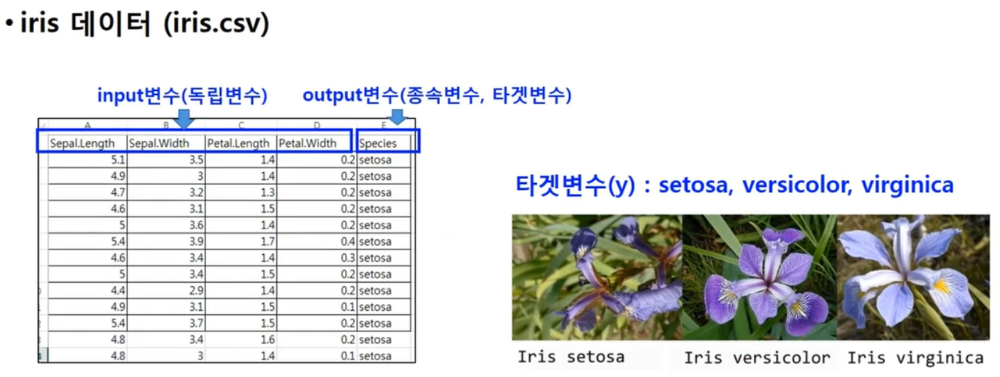 • iris 데이터 (iris.csv)
input변수(독립변수) output변수(종속변수, 타겟변수)
A B C D E
Sepal.Length Sepal.Width Petal.Length Petal.Width Species
5.1 3.5 1.4 0.2 setosa
4.9 3 1.4 0.2 setosa
4.7 3.2 1.3 0.2 setosa
4.6 3.1 1.5 0.2 setosa
5 3.6 1.4 0.2 setosa
5.4 3.9 1.7 0.4 setosa
4.6 3.4 1.4 0.3 setosa
5 3.4 1.5 0.2 setosa
4.4 2.9 1.4 0.2 setosa
4.9 3.1 1.5 0.1 setosa
5.4 3.7 1.5 0.2 setosa
4.8 3.4 1.6 0.2 setosa
4.8 3 1.4 0.1 setosa
타겟변수(y) : setosa, versicolor, virginica
Iris setosa Iris versicolor Iris virginica